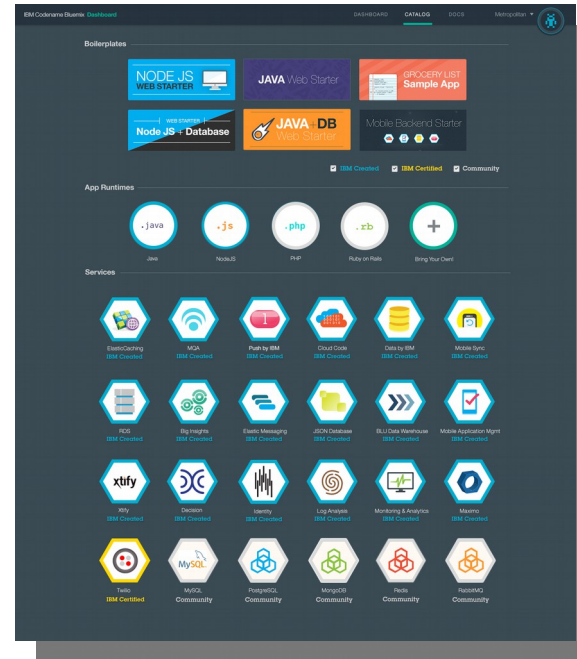 IBM Codename Bluemix Dashboard
DASHBOARD CATALOG DOCS Metropolitan
Boilerplates
NODE JS
WEB STARTER
JAVA Web Starter
GROCERY LIST
Sample App
WEB STARTER
Node JS + Database
JAVA+DB
Web Starter
Mobile Backend Starter
IBM Created IBM Certified Community
App Runtimes
.java .js .php .rb +
Java NodeJS PHP Ruby on Rails Bring Your Own!
Services
1
ElasticCaching MQA Push by IBM Cloud Code Data by IBM Mobile Sync
IBM Created IBM Created IBM Created IBM Created IBM Created IBM Created
RDS Big Insights Elastic Messaging JSON Database BLU Data Warehouse Mobile Application Mgmt
IBM Created IBM Created IBM Created IBM Created IBM Created IBM Created
xtify
Xtify Decision Identity Log Analysis Monitoring & Analytics Maximo
IBM Created IBM Created IBM Created IBM Created IBM Created IBM Created
MySQL
Twilio MySQL PostgreSQL MongoDB Redis RabbitMQ
IBM Certified Community Community Community Community Community